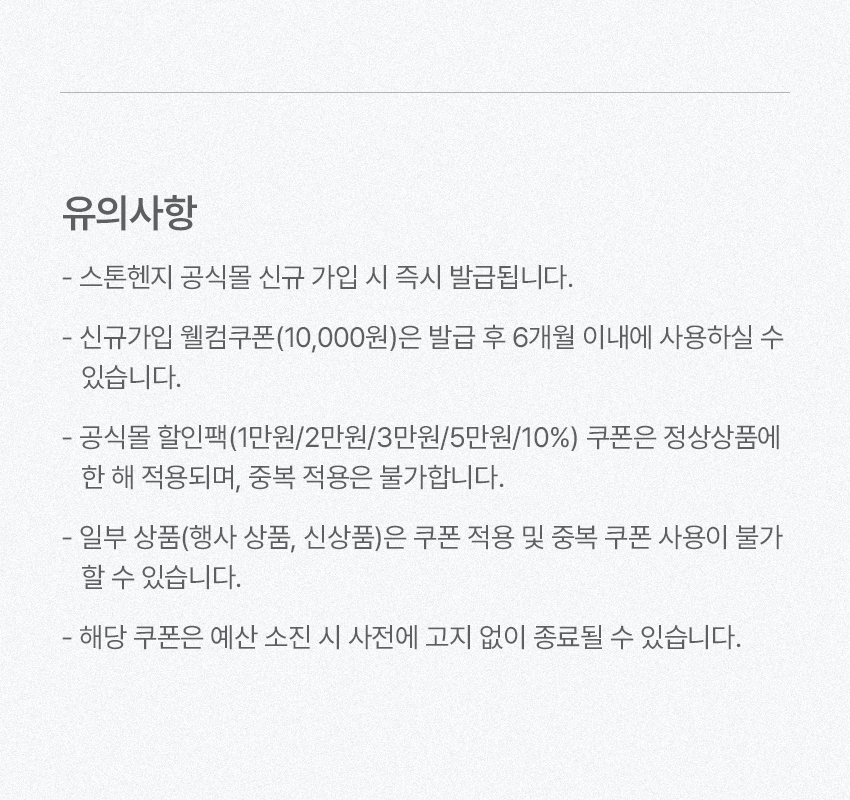 유의사항
- 스톤헨지 공식몰 신규 가입 시 즉시 발급됩니다.
- 신규가입 웰컴쿠폰(10,000원)은 발급 후 6개월 이내에 사용하실 수
있습니다.
- 공식몰 할인팩(1만원/2만원/3만원/5만원/10%) 쿠폰은 정상상품에
한 해 적용되며, 중복 적용은 불가합니다.
- 일부 상품(행사 상품, 신상품)은 쿠폰 적용 및 중복 쿠폰 사용이 불가
할 수 있습니다.
- 해당 쿠폰은 예산 소진 시 사전에 고지 없이 종료될 수 있습니다.